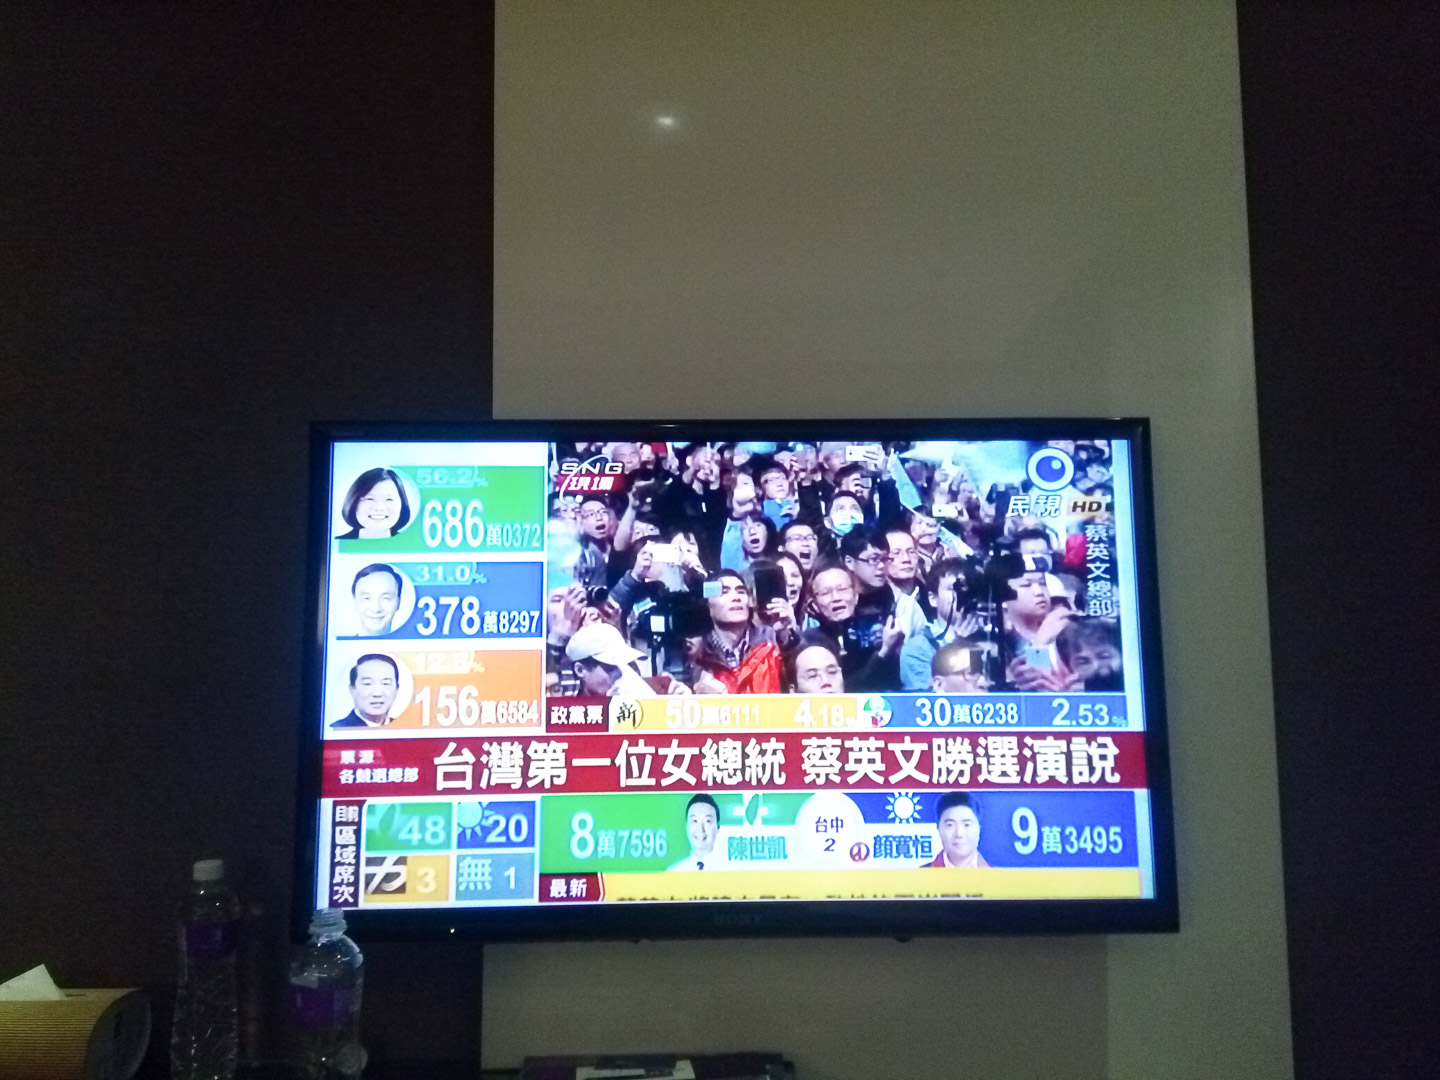 56.2%
686萬0372
31.0%
378萬8297
12.8%
156萬6584
SNG
現場
民視 HD
蔡英文總部
政黨票 新 50萬6111 4.18% 30萬6238 2.53%
票源
各競選總部
台灣第一位女總統 蔡英文勝選演說
目前區域席次
48 20
力 3 無 1
8萬7596 陳世凱 台中 2 顏寬恒 9萬3495
最新
SONY